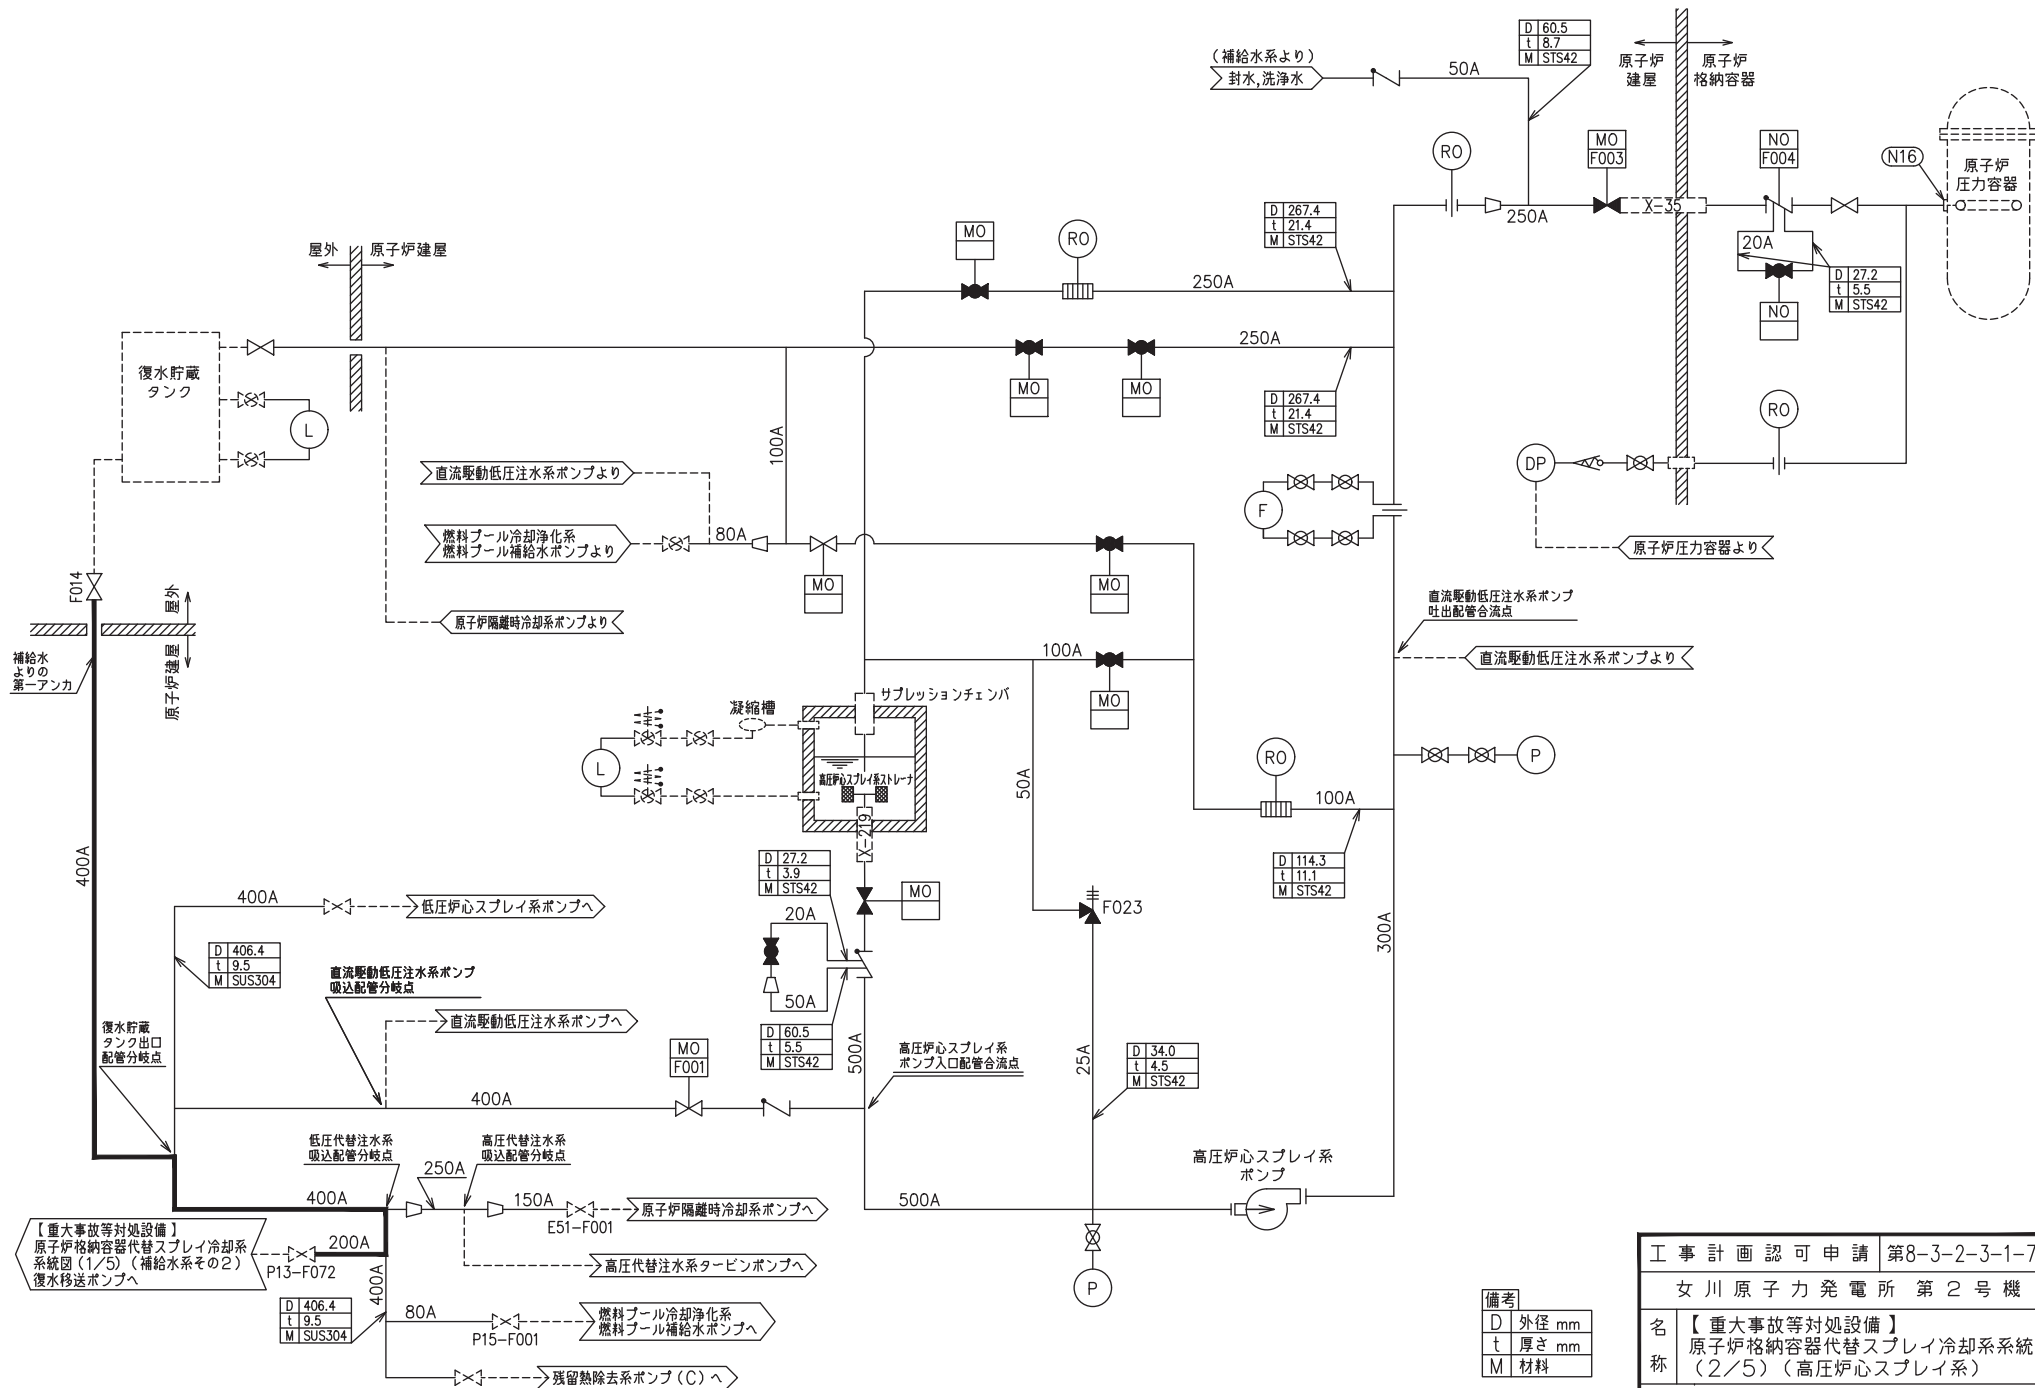 (補給水系より)
封水,洗浄水
50A
D 60.5
t 8.7
M STS42
原子炉
建屋
原子炉
格納容器
RO
250A
MO
F003
X-35
NO
F004
20A
NO
D 27.2
t 5.5
M STS42
N16
原子炉
圧力容器
屋外
原子炉建屋
MO
RO
250A
D 267.4
t 21.4
M STS42
復水貯蔵
タンク
L
MO
MO
250A
D 267.4
t 21.4
M STS42
RO
DP
原子炉圧力容器より
F
100A
直流駆動低圧注水系ポンプより
燃料プール冷却浄化系
燃料プール補給水ポンプより
80A
MO
MO
原子炉隔離時冷却系ポンプより
F014
屋外
原子炉建屋
補給水
よりの
第一アンカ
直流駆動低圧注水系ポンプ
吐出配管合流点
直流駆動低圧注水系ポンプより
100A
MO
サプレッションチェンバ
凝縮槽
L
高圧炉心スプレイ系ストレーナ
X-219
50A
RO
100A
P
D 114.3
t 11.1
M STS42
D 27.2
t 3.9
M STS42
MO
20A
50A
D 60.5
t 5.5
M STS42
500A
F023
300A
400A
400A
低圧炉心スプレイ系ポンプへ
D 406.4
t 9.5
M SUS304
直流駆動低圧注水系ポンプ
吸込配管分岐点
直流駆動低圧注水系ポンプへ
復水貯蔵
タンク出口
配管分岐点
MO
F001
400A
高圧炉心スプレイ系
ポンプ入口配管合流点
25A
D 34.0
t 4.5
M STS42
低圧代替注水系
吸込配管分岐点
高圧代替注水系
吸込配管分岐点
400A
250A
150A
E51-F001
原子炉隔離時冷却系ポンプへ
500A
高圧炉心スプレイ系
ポンプ
P
【重大事故等対処設備】
原子炉格納容器代替スプレイ冷却系
系統図(1/5)(補給水系その2)
復水移送ポンプへ
200A
P13-F072
高圧代替注水系タービンポンプへ
400A
D 406.4
t 9.5
M SUS304
80A
P15-F001
燃料プール冷却浄化系
燃料プール補給水ポンプへ
残留熱除去系ポンプ(C)へ
備考
D 外径 mm
t 厚さ mm
M 材料
工事計画認可申請 第8-3-2-3-1-7
女川原子力発電所 第2号機
名称
【重大事故等対処設備】
原子炉格納容器代替スプレイ冷却系系統
(2/5)(高圧炉心スプレイ系)